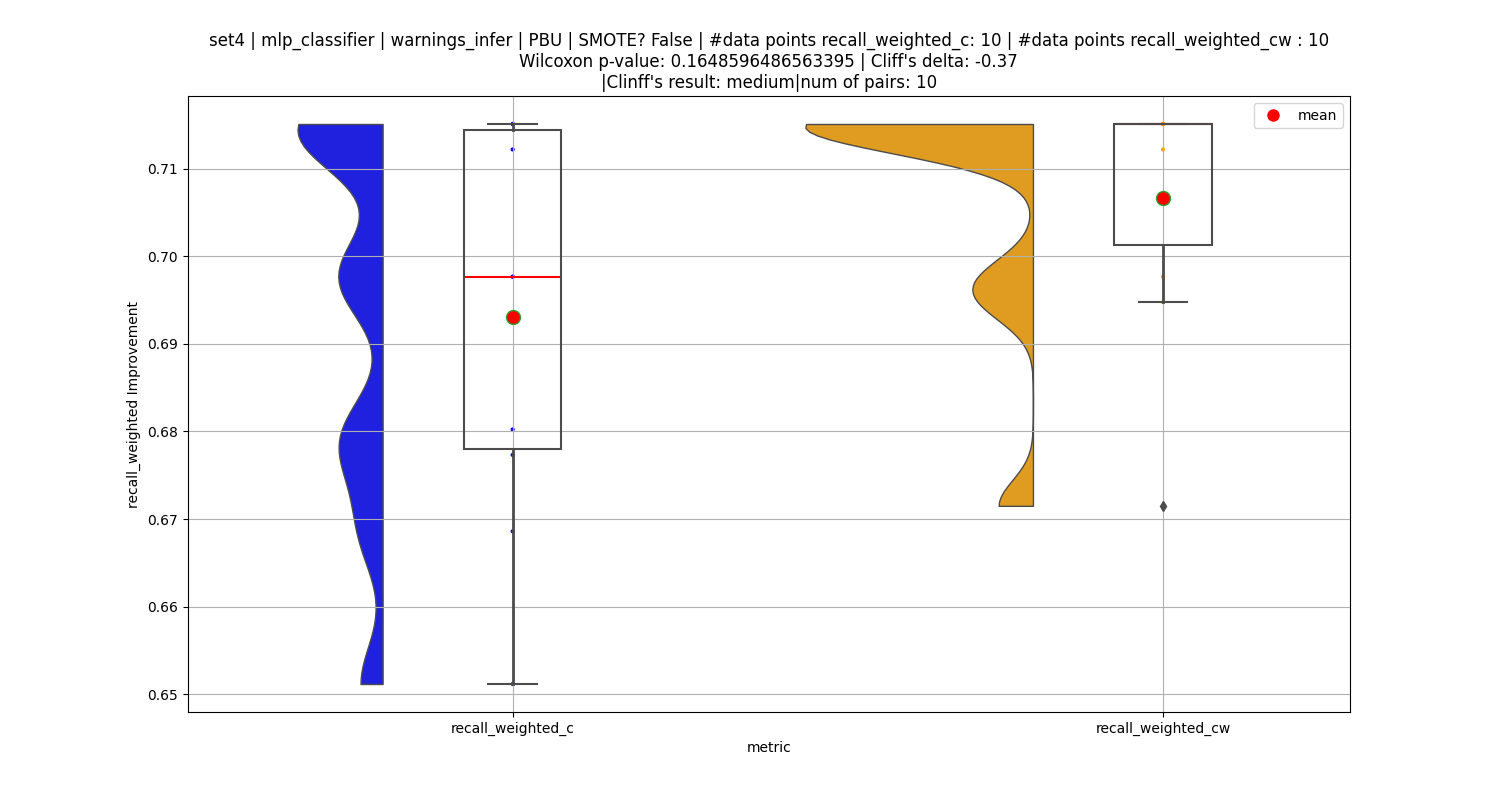 set4 | mlp_classifier | warnings_infer | PBU | SMOTE? False | #data points recall_weighted_c: 10 | #data points recall_weighted_cw : 10
Wilcoxon p-value: 0.1648596486563395 | Cliff's delta: -0.37
|Clinff's result: medium|num of pairs: 10
mean
0.71
0.70
0.69
0.68
0.67
0.66
0.65
recall_weighted Improvement
recall_weighted_c
recall_weighted_cw
metric